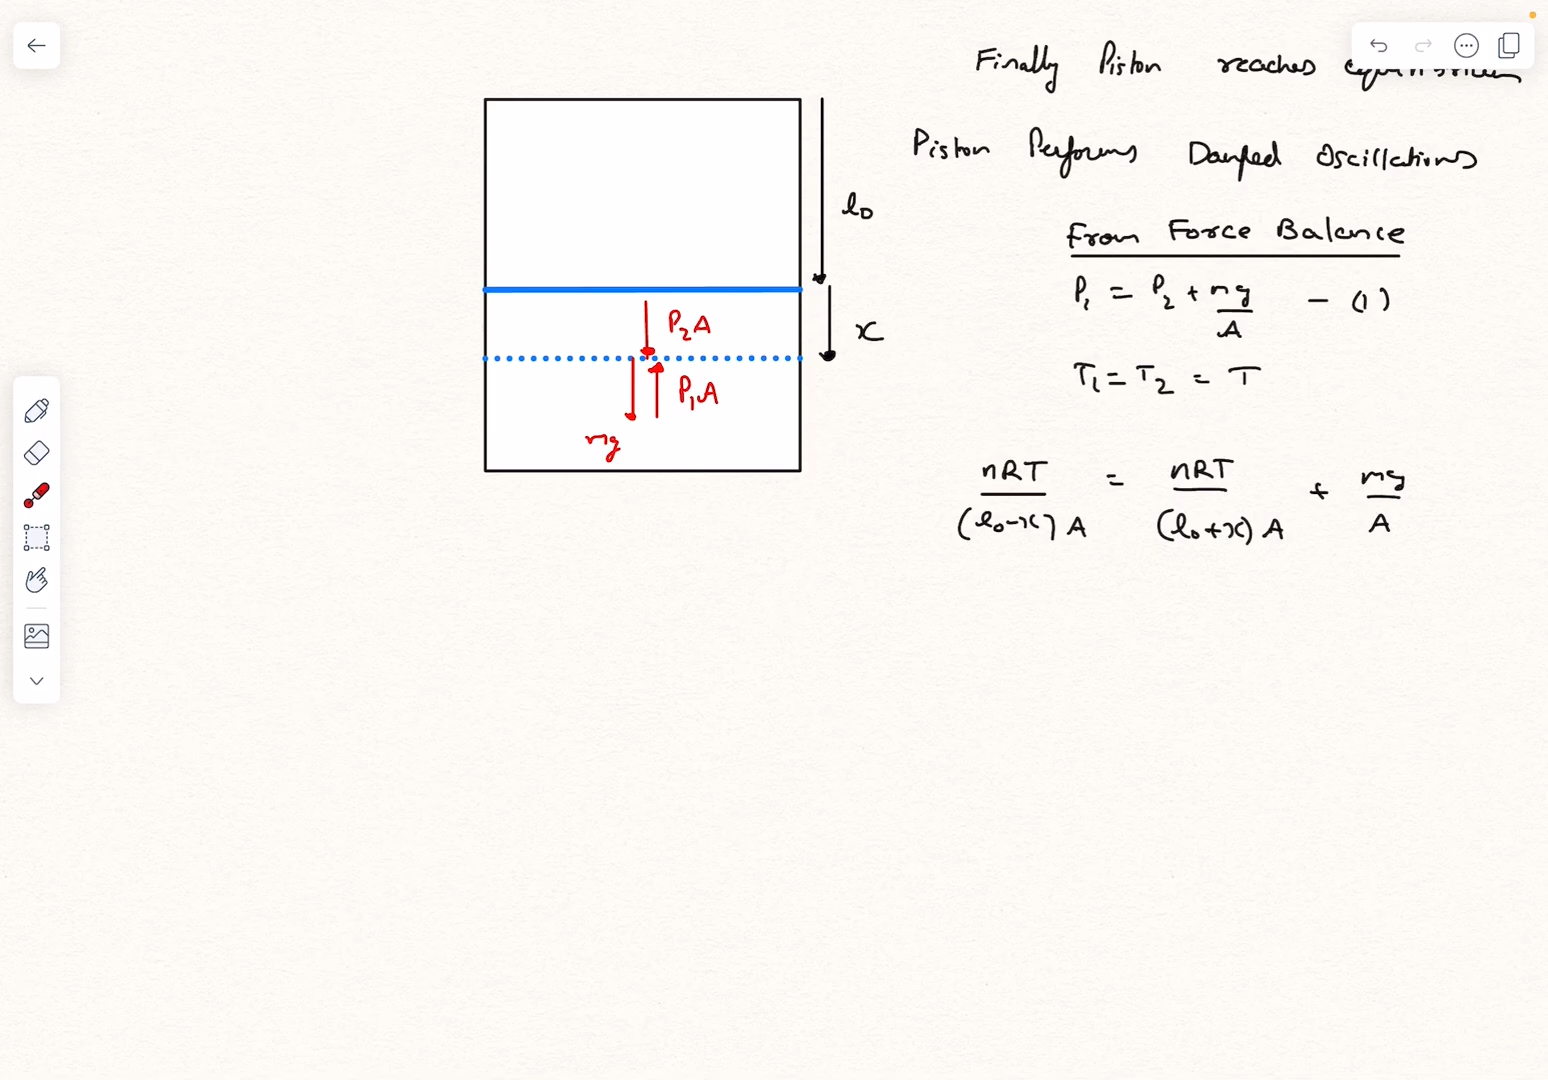 Finally Piston reaches
Piston Performs Damped Oscillations
l₀
From Force Balance
P₁ = P₂ + mg/A - (1)
P₂A
x
T₁ = T₂ = T
P₁A
mg
nRT/(l₀-x)A = nRT/(l₀+x)A + mg/A